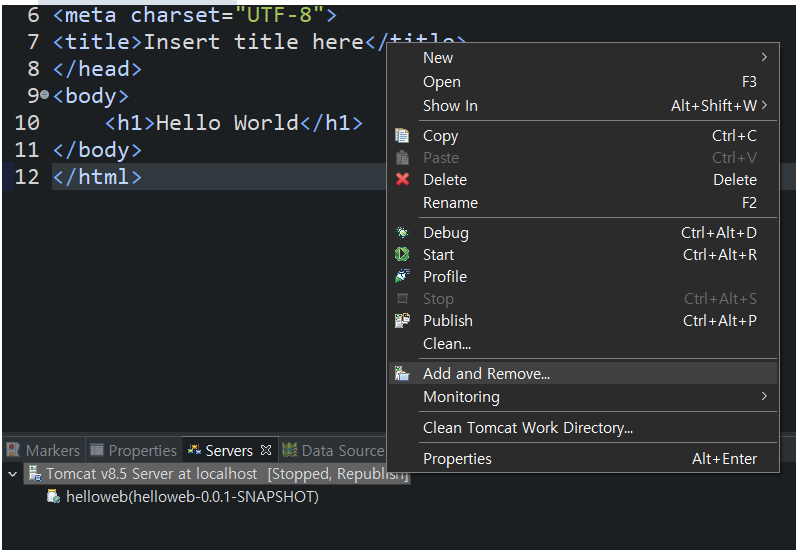 6 <meta charset="UTF-8">
7 <title>Insert title here</title>
8 </head>
9 <body>
10 <h1>Hello World</h1>
11 </body>
12 </html>
New
Open F3
Show In Alt+Shift+W
Copy Ctrl+C
Paste Ctrl+V
Delete Delete
Rename F2
Debug Ctrl+Alt+D
Start Ctrl+Alt+R
Profile
Stop Ctrl+Alt+S
Publish Ctrl+Alt+P
Clean...
Add and Remove...
Monitoring
Clean Tomcat Work Directory...
Properties Alt+Enter
Markers Properties Servers Data Source
Tomcat v8.5 Server at localhost [Stopped, Republish]
helloweb(helloweb-0.0.1-SNAPSHOT)